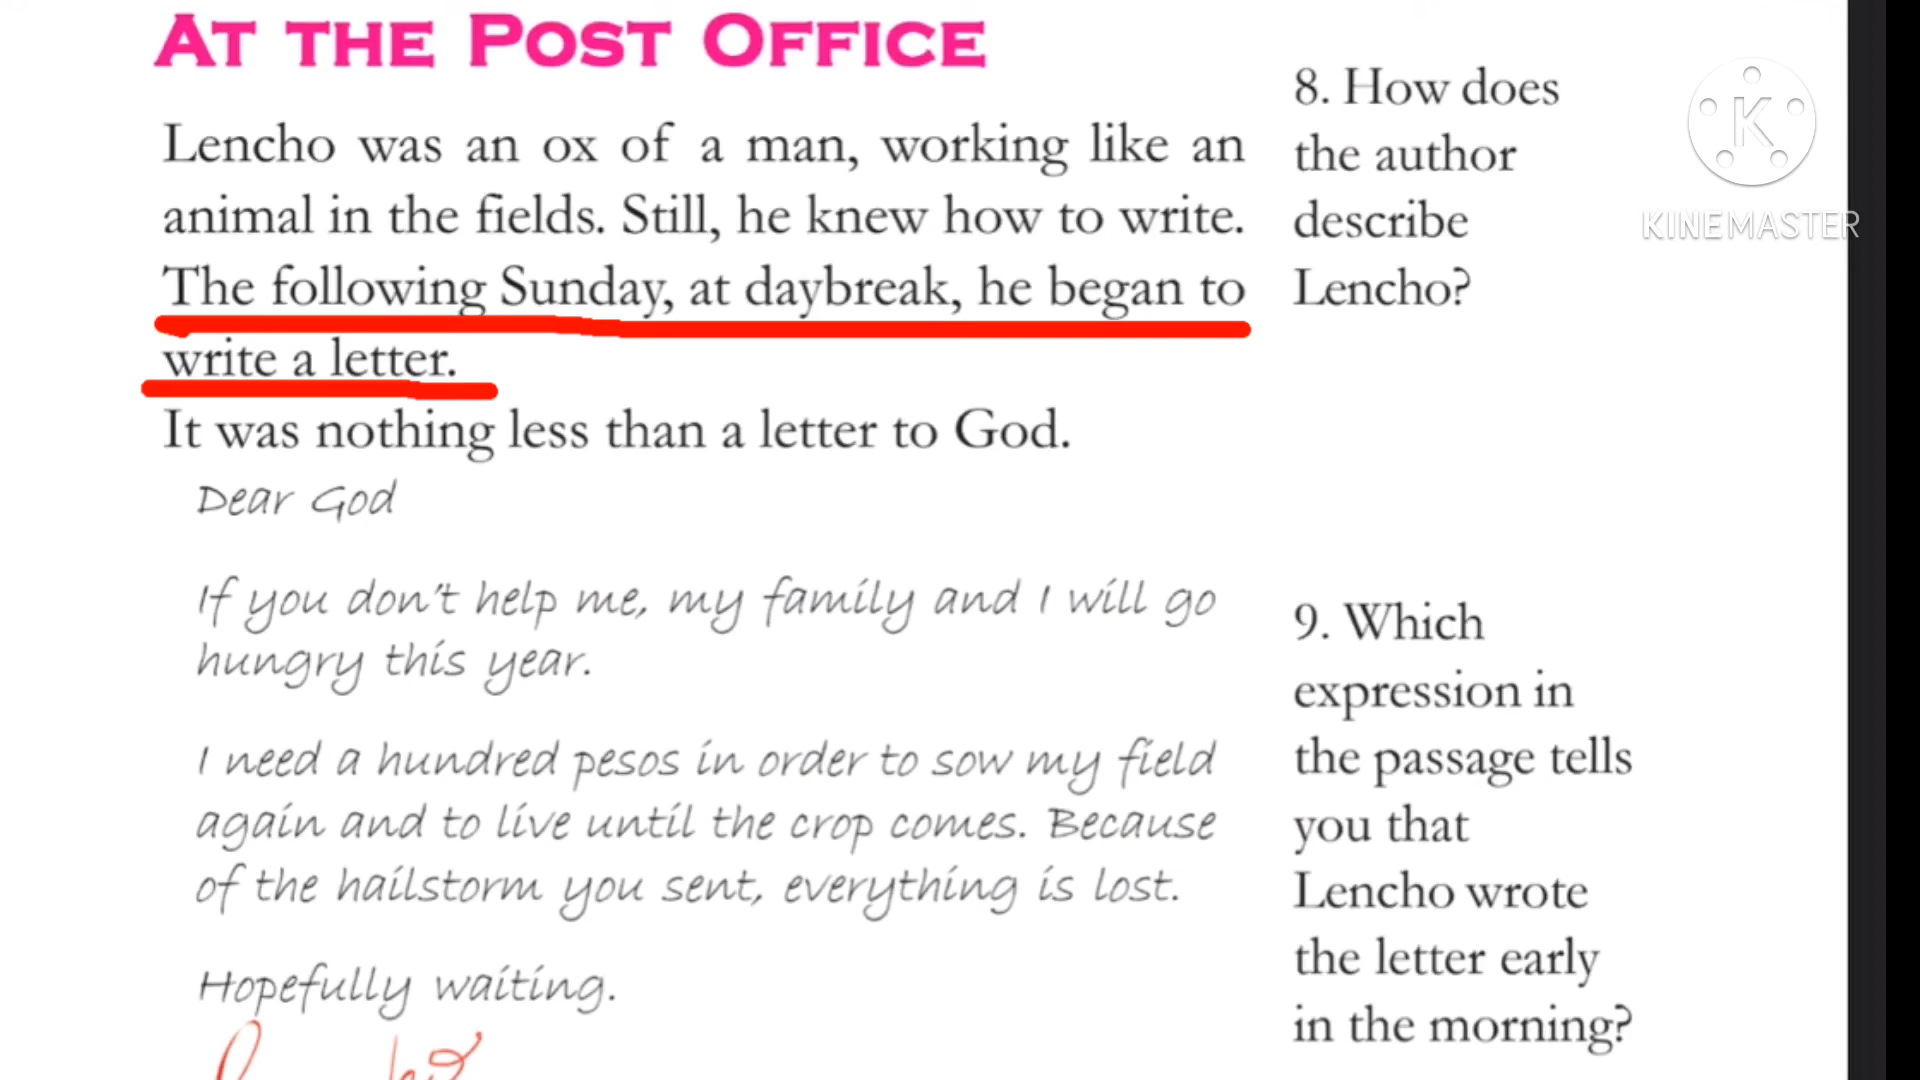 AT THE POST OFFICE
Lencho was an ox of a man, working like an
animal in the fields. Still, he knew how to write.
The following Sunday, at daybreak, he began to
write a letter.
It was nothing less than a letter to God.
Dear God
If you don't help me, my family and I will go
hungry this year.
I need a hundred pesos in order to sow my field
again and to live until the crop comes. Because
of the hailstorm you sent, everything is lost.
Hopefully waiting.
8. How does
the author
describe
Lencho?
9. Which
expression in
the passage tells
you that
Lencho wrote
the letter early
in the morning?
K
KINEMASTER